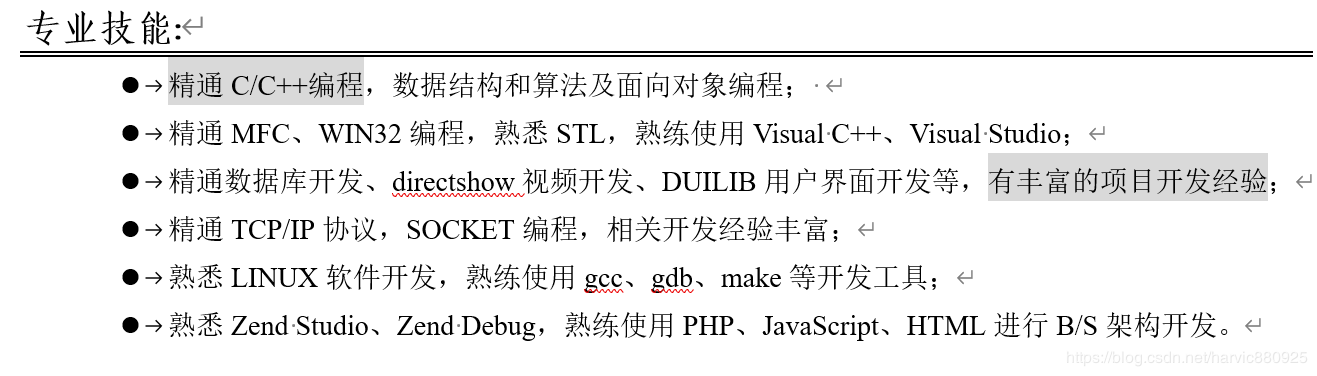 专业技能:
精通 C/C++编程，数据结构和算法及面向对象编程；
精通 MFC、WIN32 编程，熟悉 STL，熟练使用 Visual C++、Visual Studio；
精通数据库开发、directshow 视频开发、DUILIB 用户界面开发等，有丰富的项目开发经验；
精通 TCP/IP 协议，SOCKET 编程，相关开发经验丰富；
熟悉 LINUX 软件开发，熟练使用 gcc、gdb、make 等开发工具；
熟悉 Zend Studio、Zend Debug，熟练使用 PHP、JavaScript、HTML 进行 B/S 架构开发。
https://blog.csdn.net/harvic880925